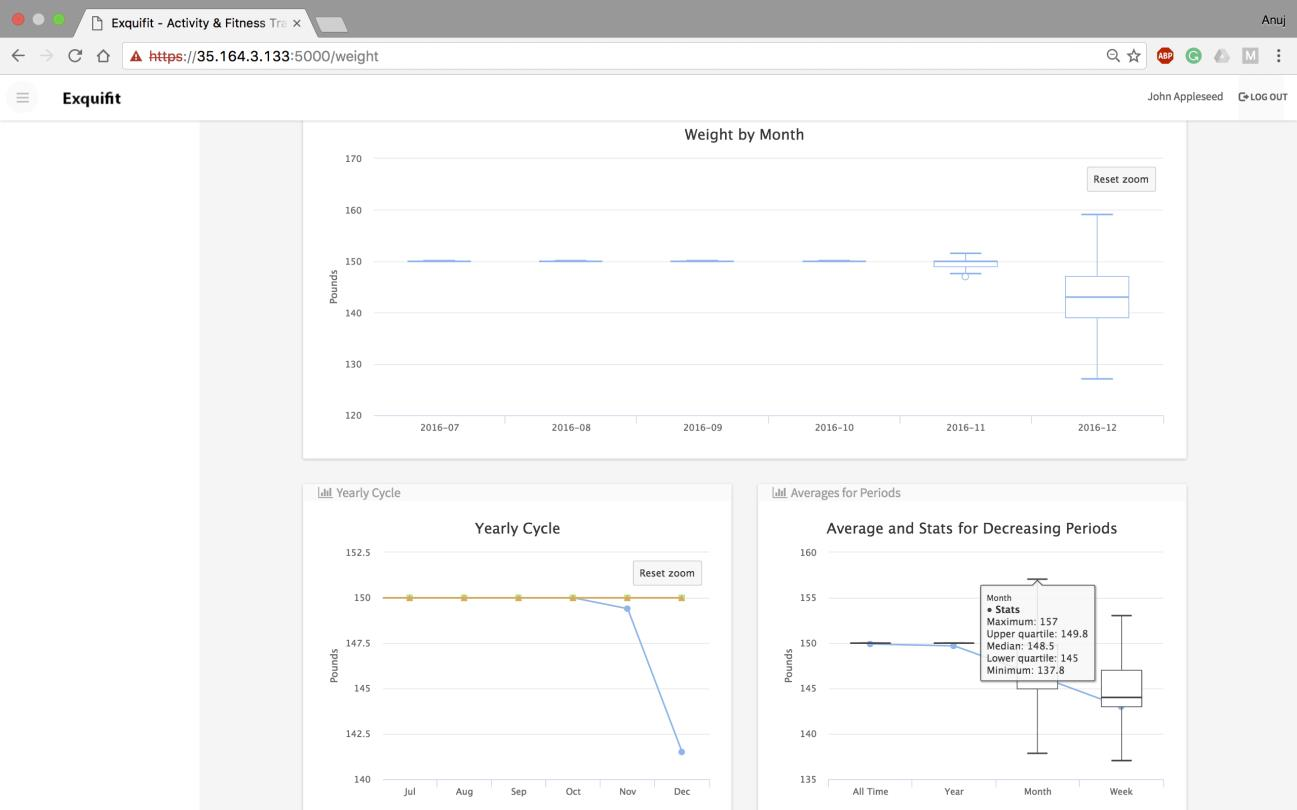 Exquifit - Activity & Fitness Tra
Anuj
https://35.164.3.133:5000/weight
ABP
G
M
Exquifit
John Appleseed
LOG OUT
Weight by Month
170
Reset zoom
160
150
Pounds
140
130
120
2016-07 2016-08 2016-09 2016-10 2016-11 2016-12
Yearly Cycle
Yearly Cycle
152.5
Reset zoom
150
147.5
Pounds
145
142.5
140
Jul Aug Sep Oct Nov Dec
Averages for Periods
Average and Stats for Decreasing Periods
160
155
Month
● Stats
Maximum: 157
Upper quartile: 149.8
Median: 148.5
Lower quartile: 145
Minimum: 137.8
150
Pounds
145
140
135
All Time Year Month Week